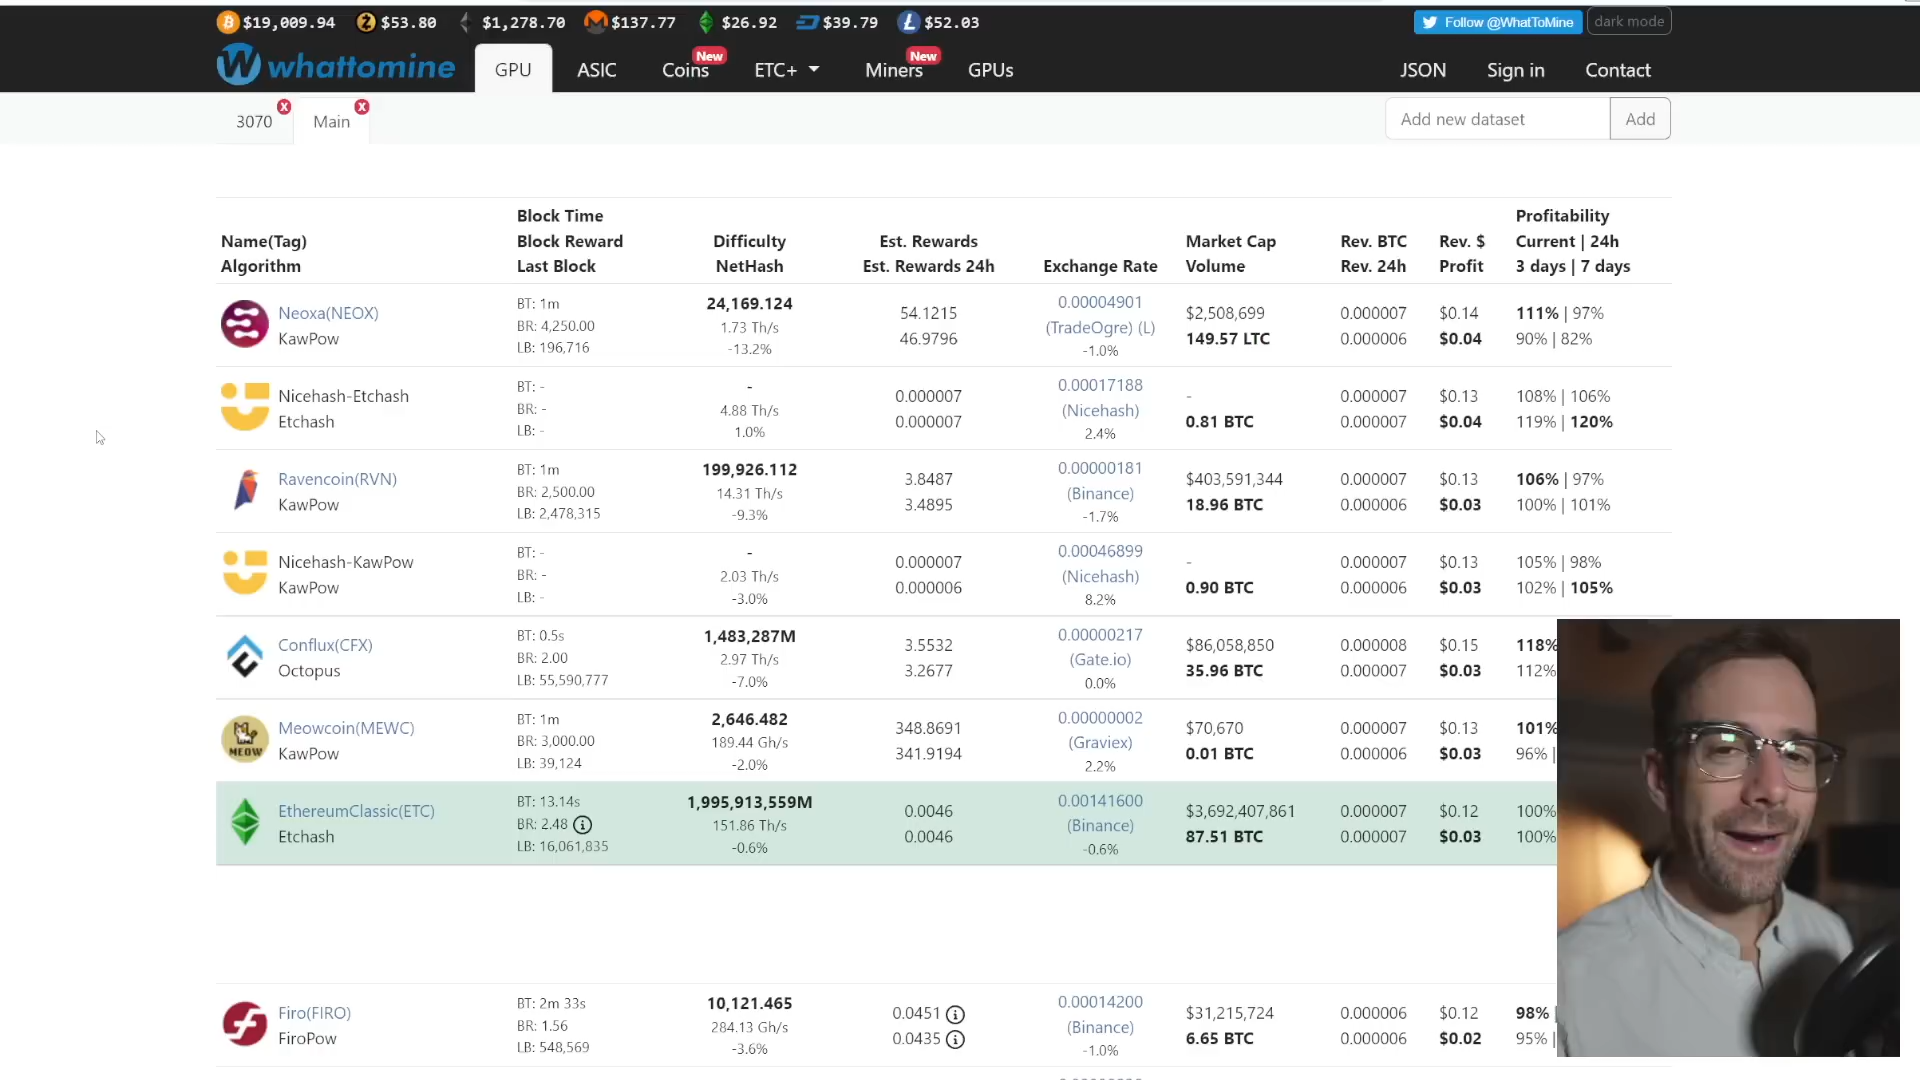 $19,009.94 $53.80 $1,278.70 $137.77 $26.92 $39.79 $52.03 Follow @WhatToMine dark mode
whattomine GPU ASIC Coins New ETC+ Miners New GPUs JSON Sign in Contact
3070 x Main x Add new dataset Add
Name(Tag) Algorithm
Block Time Block Reward Last Block
Difficulty NetHash
Est. Rewards Est. Rewards 24h
Exchange Rate
Market Cap Volume
Rev. BTC Rev. 24h
Rev. $ Profit
Profitability Current | 24h 3 days | 7 days
Neoxa(NEOX) BT: 1m 24,169.124 54.1215 0.00004901 $2,508,699 0.000007 $0.14 111% | 97%
KawPow BR: 4,250.00 1.73 Th/s 46.9796 (TradeOgre) (L) 149.57 LTC 0.000006 $0.04 90% | 82%
LB: 196,716 -13.2% -1.0%
Nicehash-Etchash BT: - - 0.000007 0.00017188 - 0.000007 $0.13 108% | 106%
Etchash BR: - 4.88 Th/s 0.000007 (Nicehash) 0.81 BTC 0.000007 $0.04 119% | 120%
LB: - 1.0% 2.4%
Ravencoin(RVN) BT: 1m 199,926.112 3.8487 0.00000181 $403,591,344 0.000007 $0.13 106% | 97%
KawPow BR: 2,500.00 14.31 Th/s 3.4895 (Binance) 18.96 BTC 0.000006 $0.03 100% | 101%
LB: 2,478,315 -9.3% -1.7%
Nicehash-KawPow BT: - - 0.000007 0.00046899 - 0.000007 $0.13 105% | 98%
KawPow BR: - 2.03 Th/s 0.000006 (Nicehash) 0.90 BTC 0.000006 $0.03 102% | 105%
LB: - -3.0% 8.2%
Conflux(CFX) BT: 0.5s 1,483,287M 3.5532 0.00000217 $86,058,850 0.000008 $0.15 118%
Octopus BR: 2.00 2.97 Th/s 3.2677 (Gate.io) 35.96 BTC 0.000007 $0.03 112%
LB: 55,590,777 -7.0% 0.0%
MEOW Meowcoin(MEWC) BT: 1m 2,646.482 348.8691 0.00000002 $70,670 0.000007 $0.13 101%
KawPow BR: 3,000.00 189.44 Gh/s 341.9194 (Graviex) 0.01 BTC 0.000006 $0.03 96% |
LB: 39,124 -2.0% 2.2%
EthereumClassic(ETC) BT: 13.14s 1,995,913,559M 0.0046 0.00141600 $3,692,407,861 0.000007 $0.12 100%
Etchash BR: 2.48 151.86 Th/s 0.0046 (Binance) 87.51 BTC 0.000007 $0.03 100%
LB: 16,061,835 -0.6% -0.6%
Firo(FIRO) BT: 2m 33s 10,121.465 0.0451 0.00014200 $31,215,724 0.000006 $0.12 98% |
FiroPow BR: 1.56 284.13 Gh/s 0.0435 (Binance) 6.65 BTC 0.000006 $0.02 95% |
LB: 548,569 -3.6% -1.0%